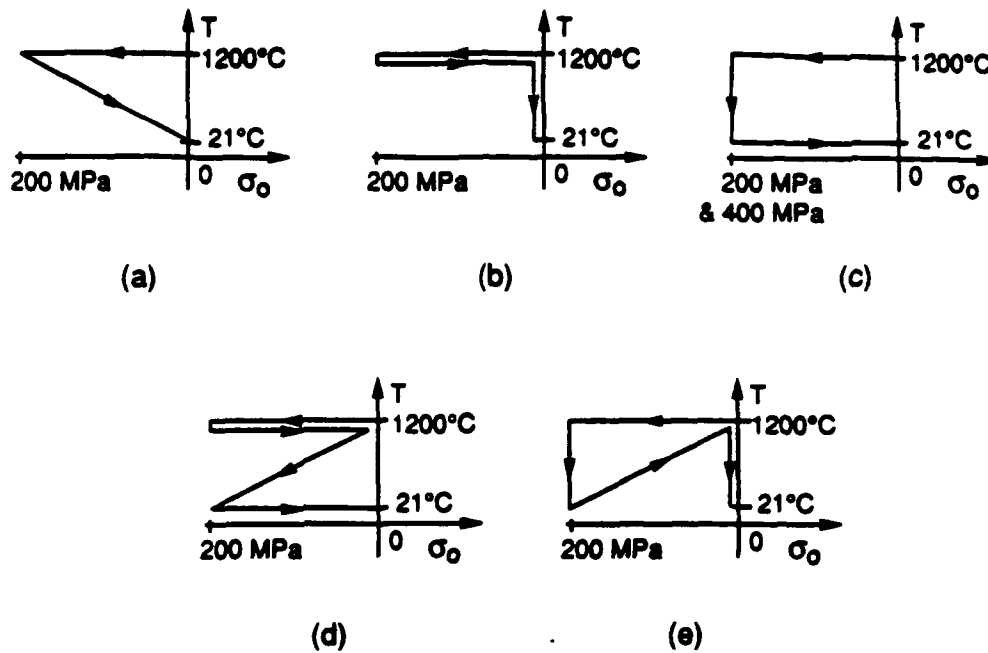 T
1200°C
21°C
200 MPa
0
σo
(a)
T
1200°C
21°C
200 MPa
0
σo
(b)
T
1200°C
21°C
200 MPa
& 400 MPa
0
σo
(c)
T
1200°C
21°C
200 MPa
0
σo
(d)
T
1200°C
21°C
200 MPa
0
σo
(e)